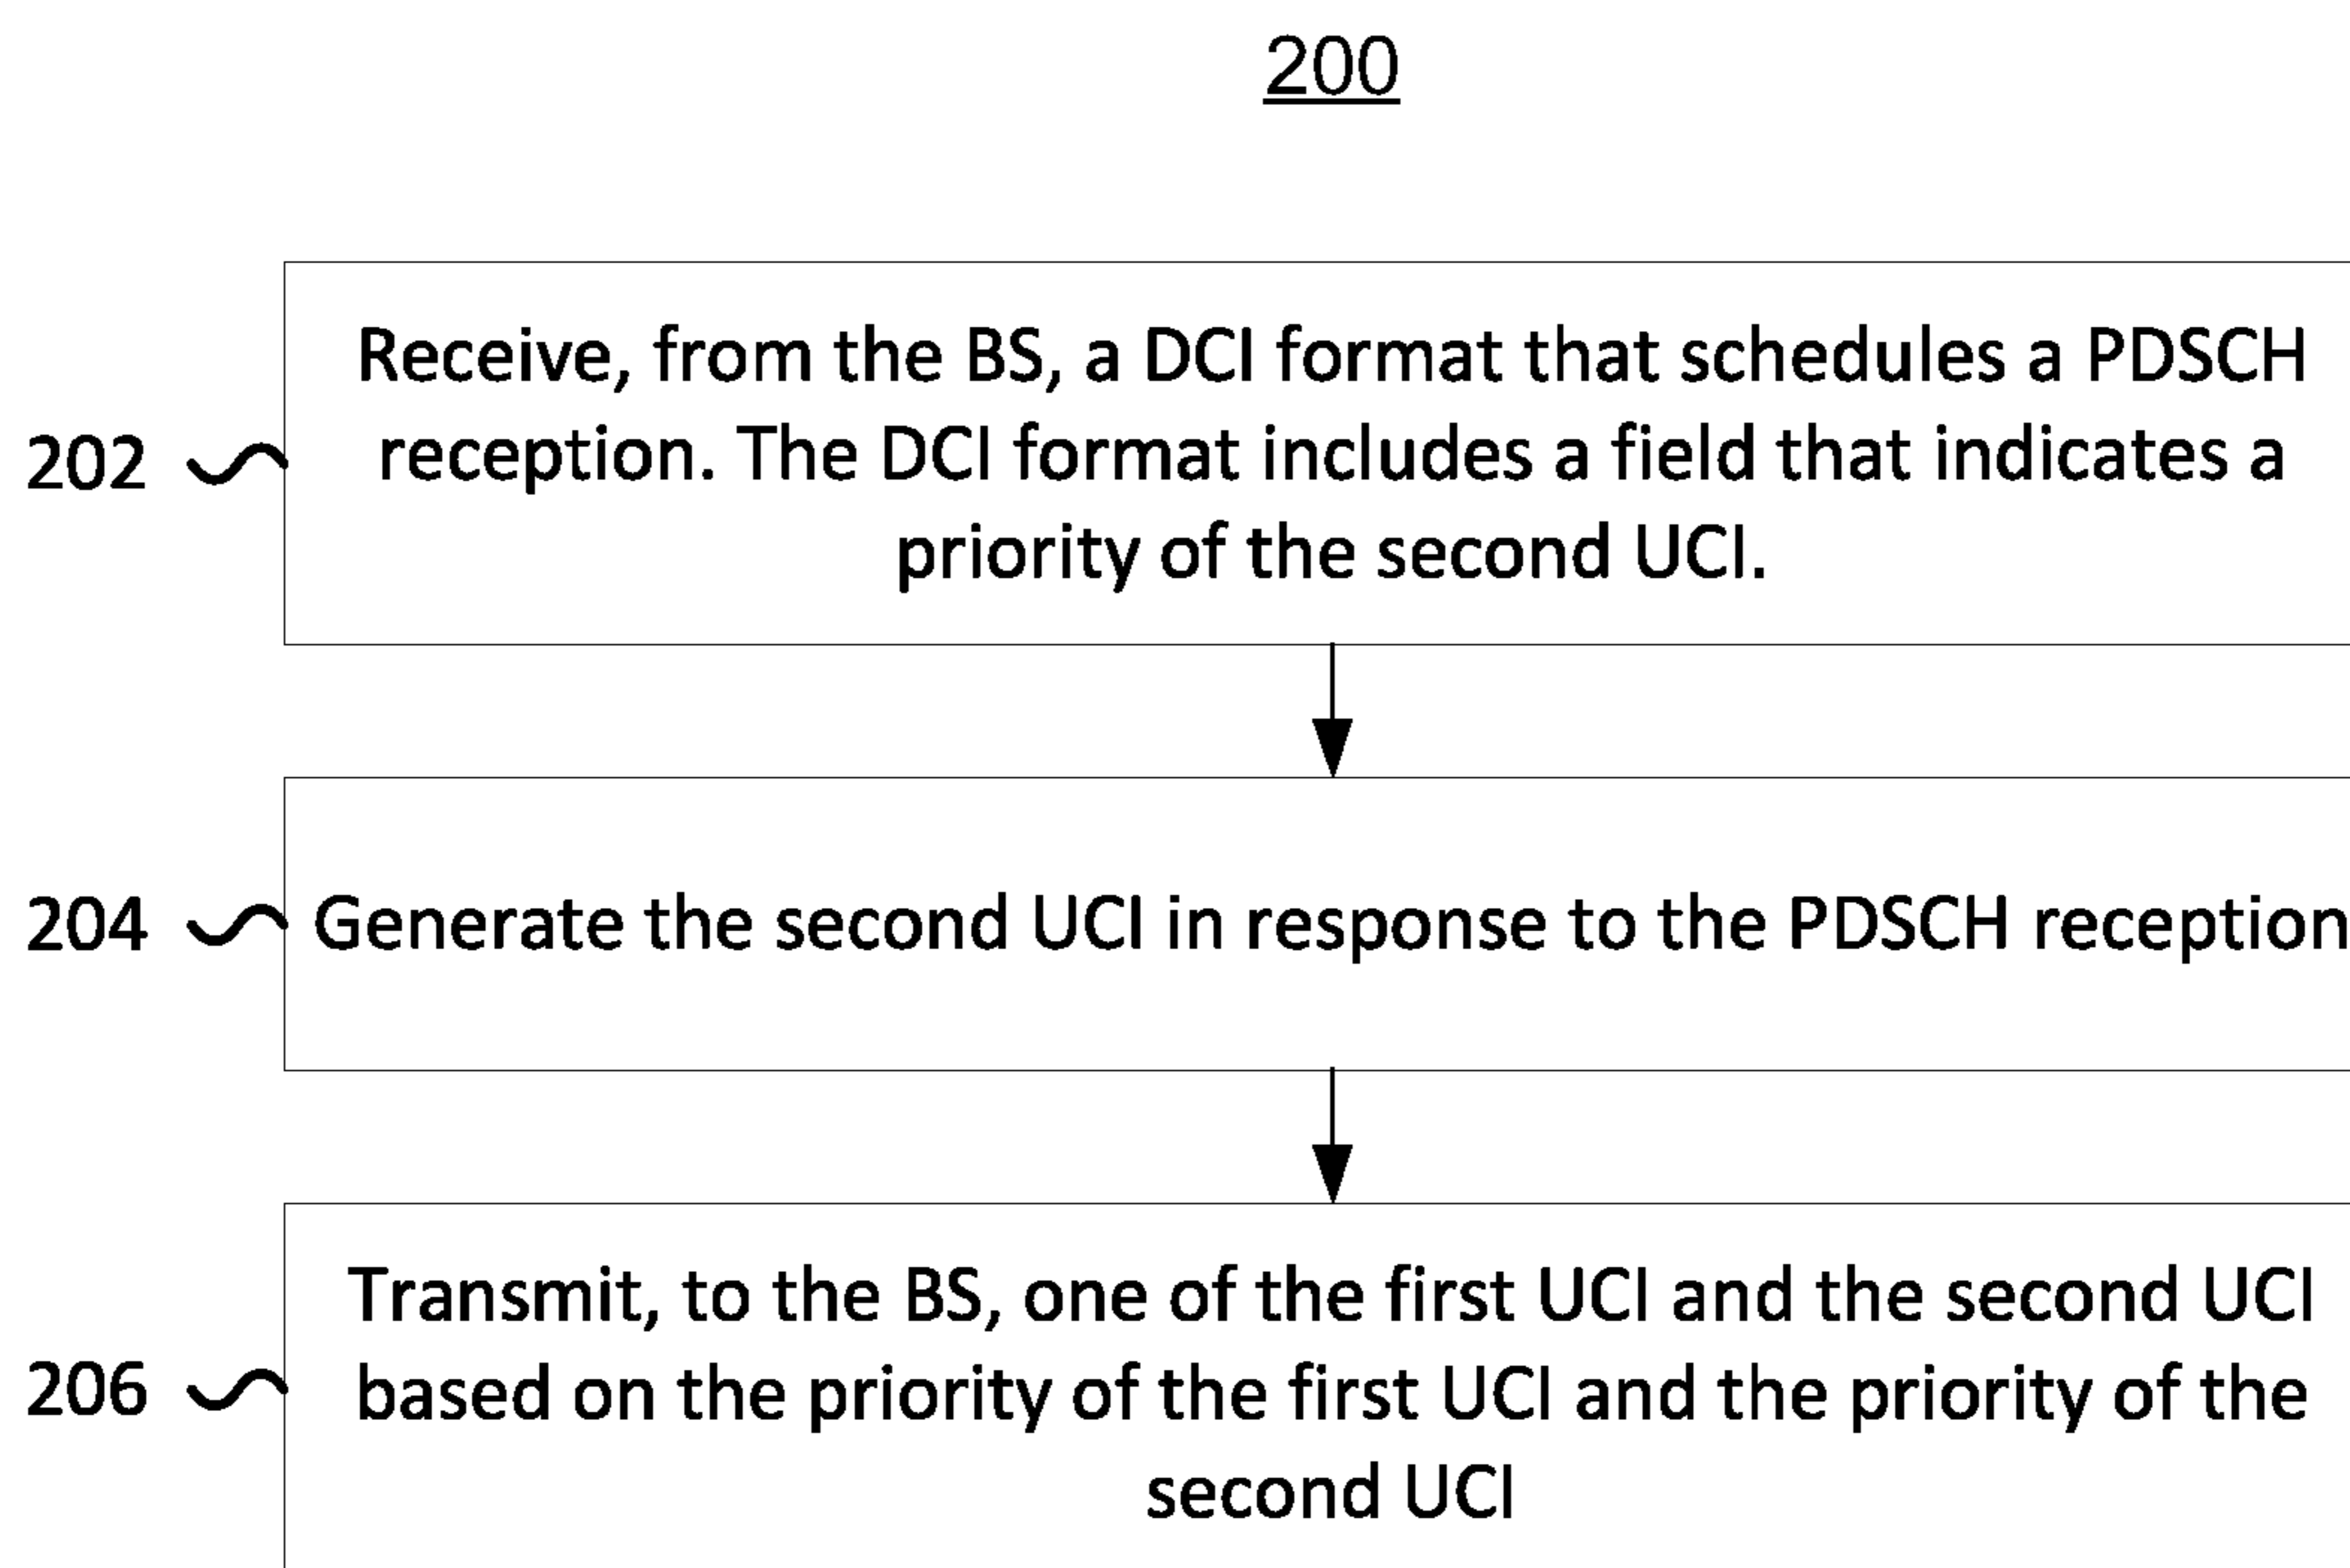 200
Receive, from the BS, a DCI format that schedules a PDSCH
reception. The DCI format includes a field that indicates a
priority of the second UCI.
202
204
Generate the second UCI in response to the PDSCH reception
Transmit, to the BS, one of the first UCI and the second UCI
based on the priority of the first UCI and the priority of the
second UCI
206